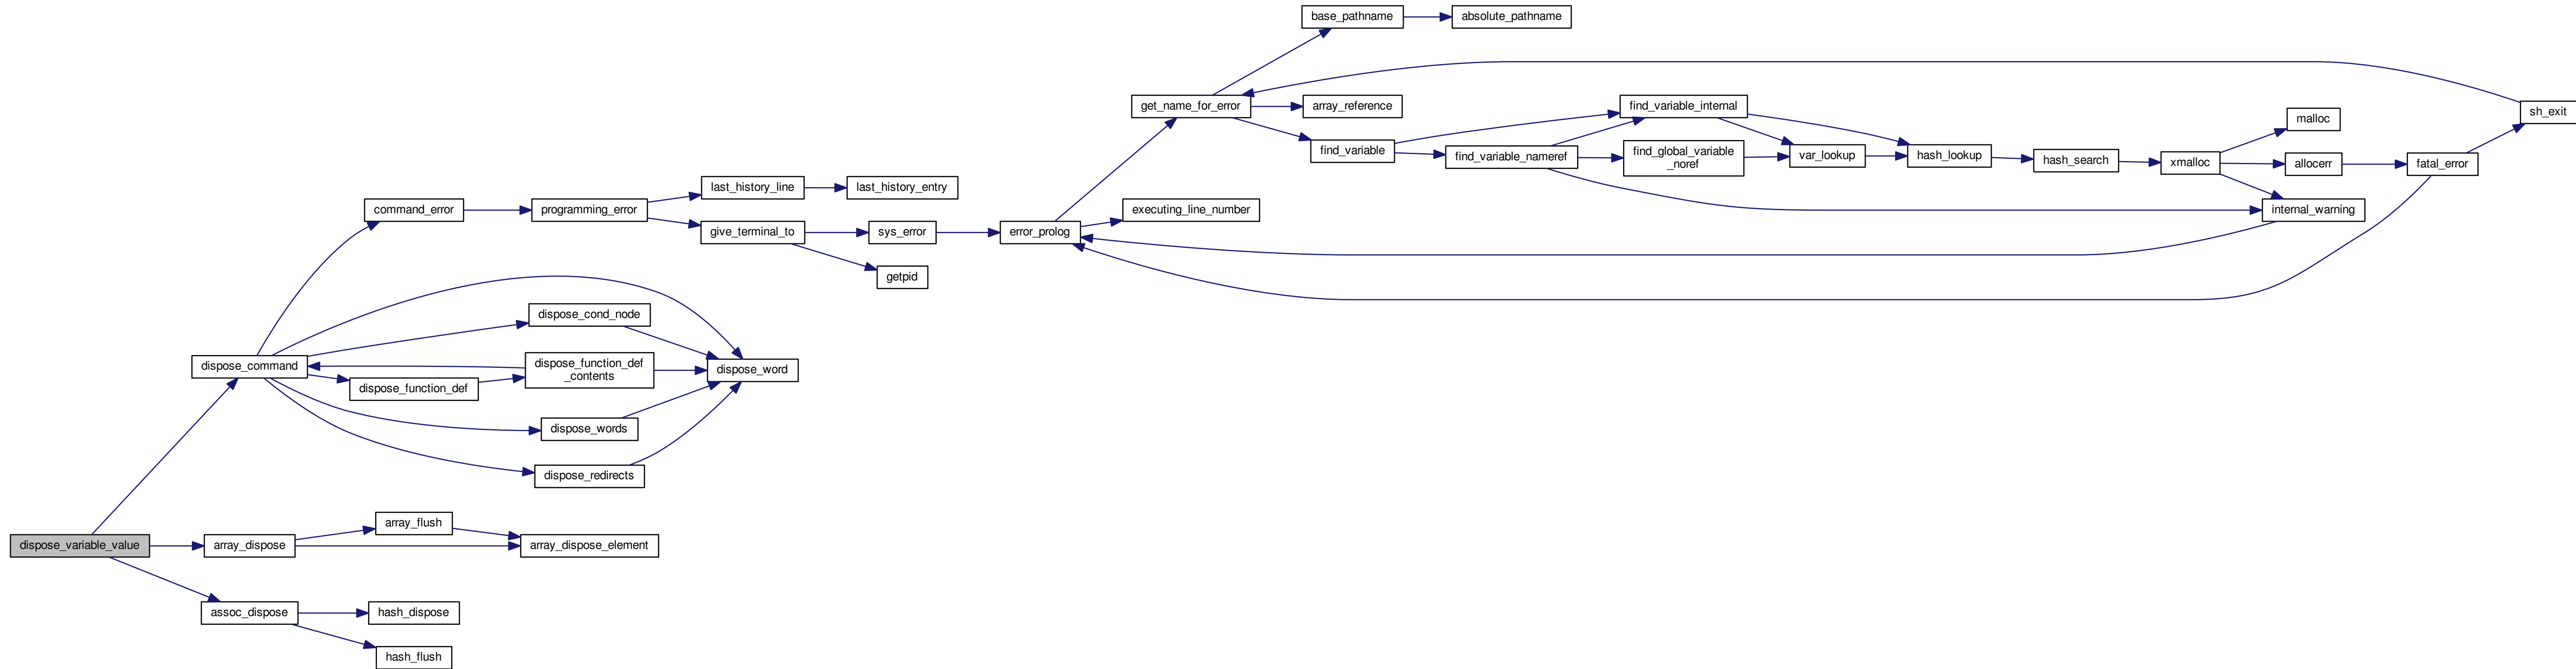 base_pathname
absolute_pathname
get_name_for_error
array_reference
find_variable_internal
malloc
sh_exit
find_variable
find_variable_nameref
find_global_variable
_noref
var_lookup
hash_lookup
hash_search
xmalloc
allocerr
fatal_error
last_history_line
last_history_entry
command_error
programming_error
executing_line_number
internal_warning
give_terminal_to
sys_error
error_prolog
getpid
dispose_cond_node
dispose_command
dispose_function_def
_contents
dispose_word
dispose_function_def
dispose_words
dispose_redirects
array_flush
dispose_variable_value
array_dispose
array_dispose_element
assoc_dispose
hash_dispose
hash_flush